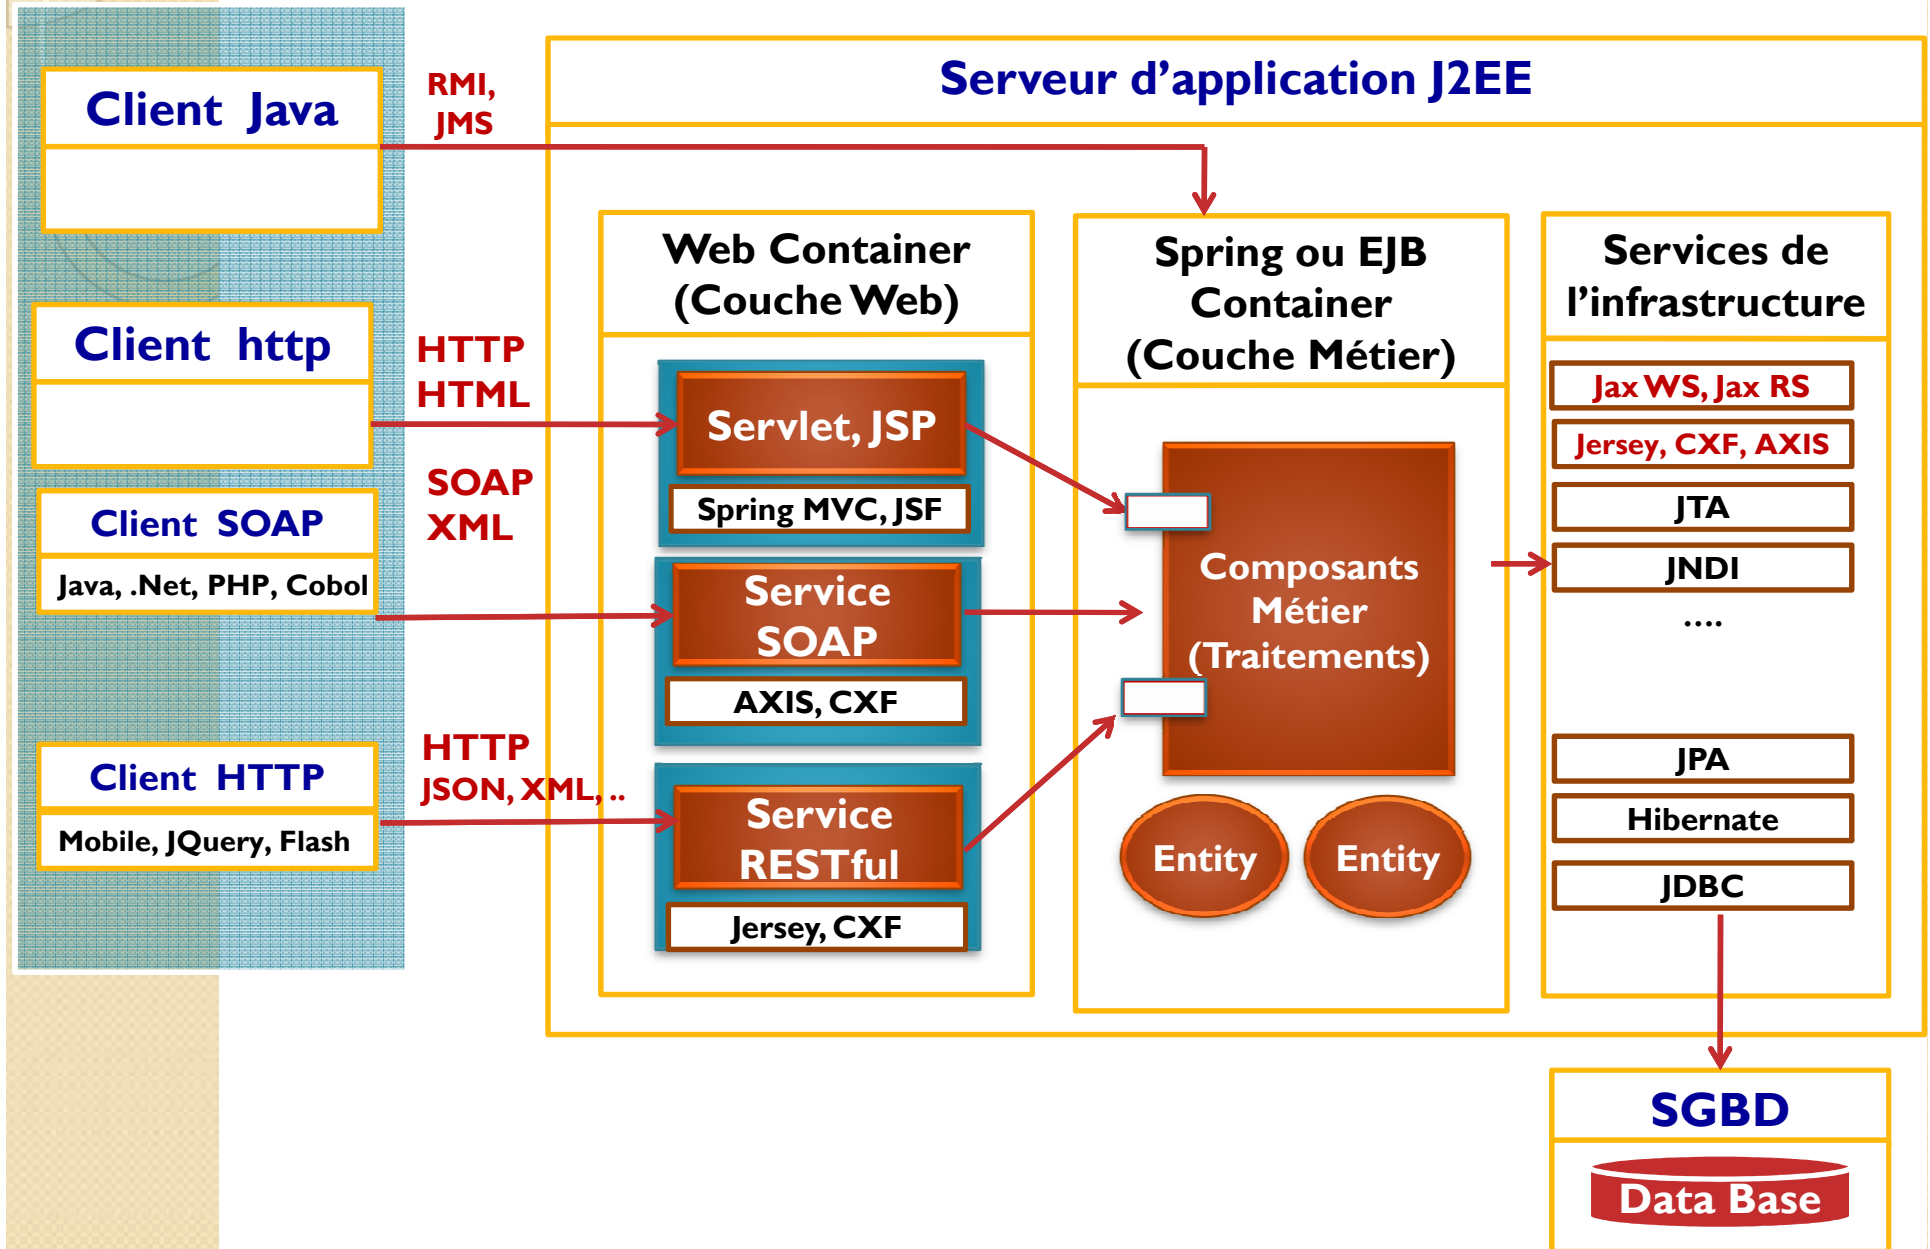 Serveur d'application J2EE
Client Java
RMI,
JMS
Client http
HTTP
HTML
Client SOAP
Java, .Net, PHP, Cobol
SOAP
XML
Client HTTP
Mobile, JQuery, Flash
HTTP
JSON, XML, ..
Web Container
(Couche Web)
Servlet, JSP
Spring MVC, JSF
Service
SOAP
AXIS, CXF
Service
RESTful
Jersey, CXF
Spring ou EJB
Container
(Couche Métier)
Composants
Métier
(Traitements)
Entity
Entity
Services de
l'infrastructure
Jax WS, Jax RS
Jersey, CXF, AXIS
JTA
JNDI
....
JPA
Hibernate
JDBC
SGBD
Data Base